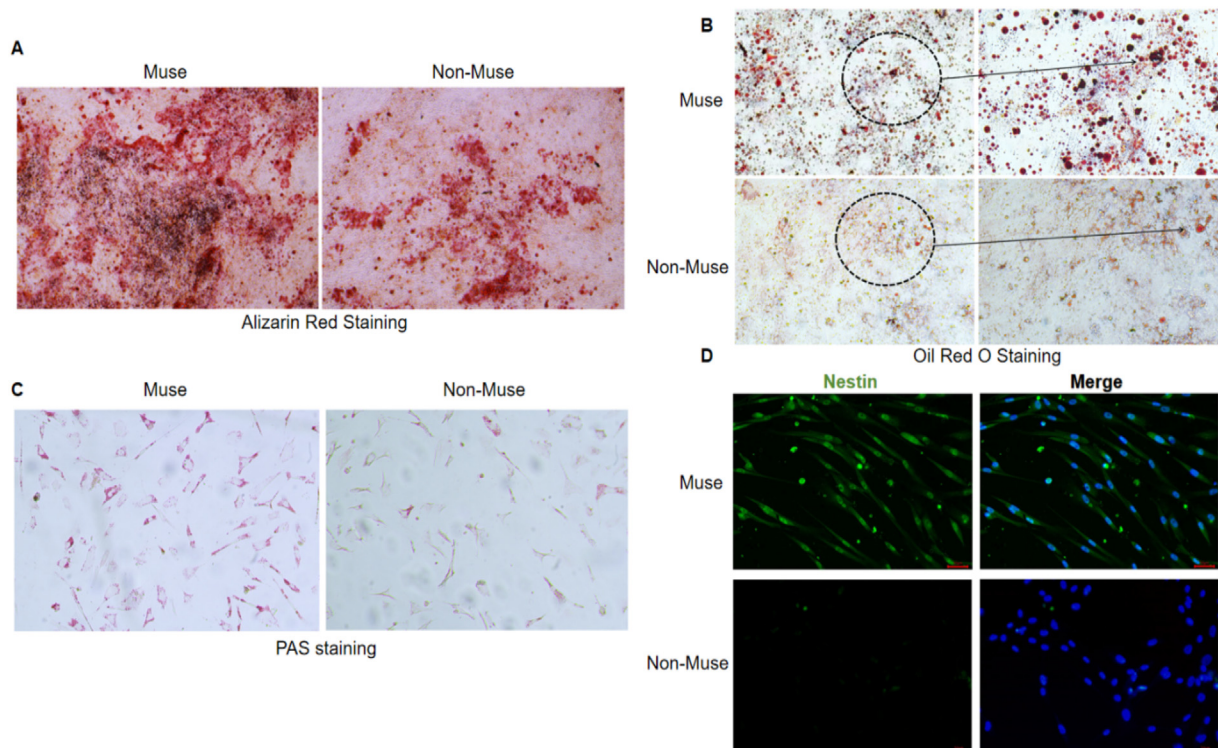 A
Muse
Non-Muse
Alizarin Red Staining
B
Muse
Non-Muse
Oil Red O Staining
C
Muse
Non-Muse
PAS staining
D
Nestin
Merge
Muse
Non-Muse